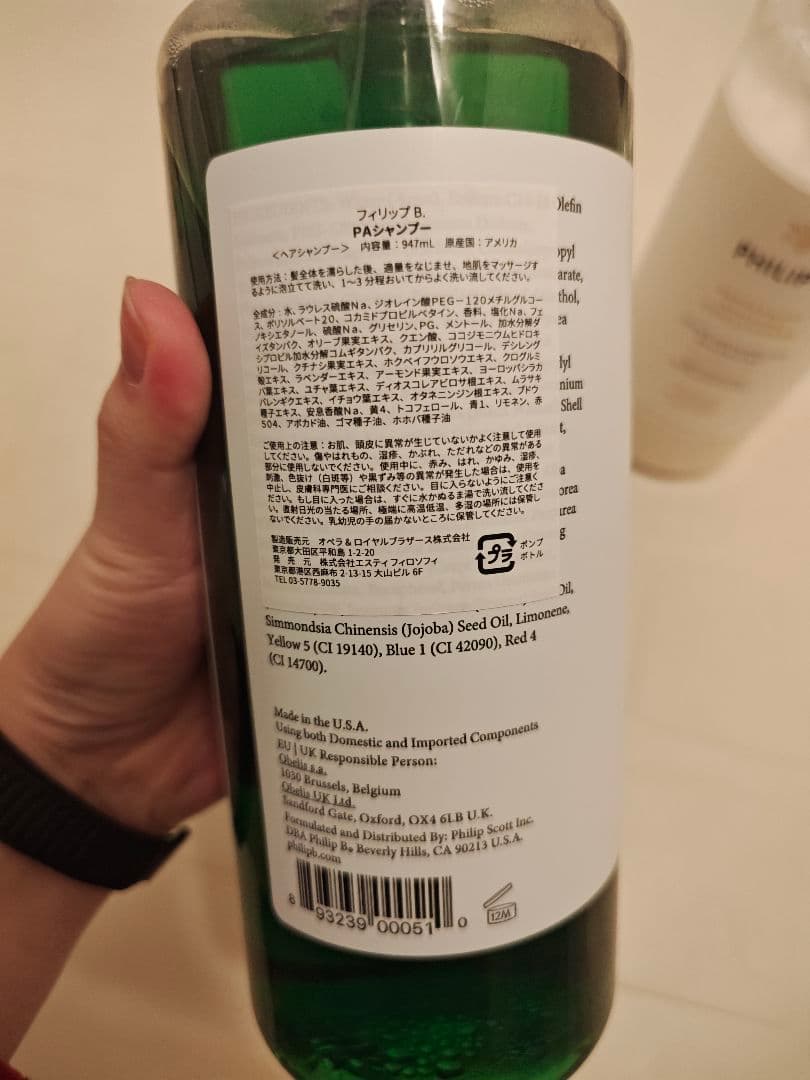 フィリップ B.
PAシャンプー
＜ヘアシャンプー＞ 内容量：947mL 原産国：アメリカ
使用方法：髪全体を濡らした後、適量をなじませ、地肌をマッサージす
るように泡立てて洗い、1～3 分程おいてからよく洗い流してください。
全成分：水、ラウレス硫酸Na、ジオレイン酸PEG－120メチルグルコー
ス、ポリソルベート20、コカミドプロピルベタイン、香料、塩化Na、フェ
ノキシエタノール、硫酸Na、グリセリン、PG、メントール、加水分解ダ
イズタンパク、オリーブ果実エキス、クエン酸、ココジモニウムヒドロキ
シプロピル加水分解コムギタンパク、カプリリルグリコール、デシレング
リコール、クチナシ果実エキス、ホクベイフウロソウエキス、クログルミ
殻エキス、ラベンダーエキス、アーモンド果実エキス、ヨーロッパシラカ
バ葉エキス、ユチャ葉エキス、ディオスコレアビロサ根エキス、ムラサキ
バレンギクエキス、イチョウ葉エキス、オタネニンジン根エキス、ブドウ
種子エキス、安息香酸Na、黄4、トコフェロール、青1、リモネン、赤
504、アボカド油、ゴマ種子油、ホホバ種子油
ご使用上の注意：お肌、頭皮に異常が生じていないかよく注意して使用
してください。傷やはれもの、湿疹、かぶれ、ただれなどの異常がある
部分に使用しないでください。使用中に、赤み、はれ、かゆみ、湿疹、
刺激、色抜け（白斑等）や黒ずみ等の異常が発生した場合は、使用を
中止し、皮膚科専門医にご相談ください。目に入らないようにご注意く
ださい。もし目に入った場合は、すぐに水かぬるま湯で洗い流してくださ
い。直射日光の当たる場所、極端に高温低温、多湿の場所には保管し
ないでください。乳幼児の手の届かないところに保管してください。
製造販売元 オペラ＆ロイヤルブラザース株式会社
東京都大田区平和島 1-2-20
発 売 元 株式会社エスティフィロソフィ
東京都港区西麻布 2-13-15 大山ビル 6F
TEL 03-5778-9035
プラ
ポンプ
ボトル
Olefin
opyl
arate,
thol,
ea
lyl
nium
Shell
t,
a
orea
urea
g
Oil,
Simmondsia Chinensis (Jojoba) Seed Oil, Limonene,
Yellow 5 (CI 19140), Blue 1 (CI 42090), Red 4
(CI 14700).
Made in the U.S.A.
Using both Domestic and Imported Components
EU | UK Responsible Person:
Obelis s.a.
1030 Brussels, Belgium
Obelis UK Ltd.
Sandford Gate, Oxford, OX4 6LB U.K.
Formulated and Distributed By: Philip Scott Inc.
DBA Philip B® Beverly Hills, CA 90213 U.S.A.
philipb.com
8 93239 00051 0
12M
PHILIP